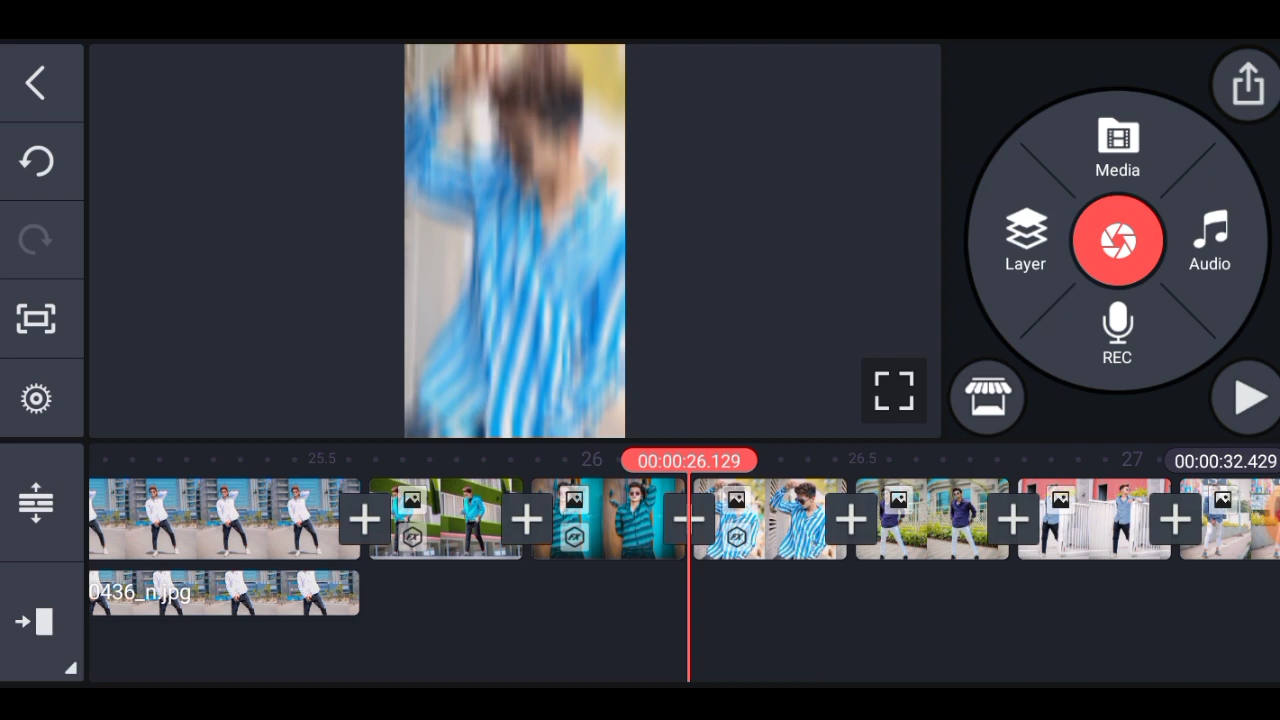 Media
Layer
Audio
REC
25.5
26
00:00:26.129
26.5
27
00:00:32.429
0436_n.jpg